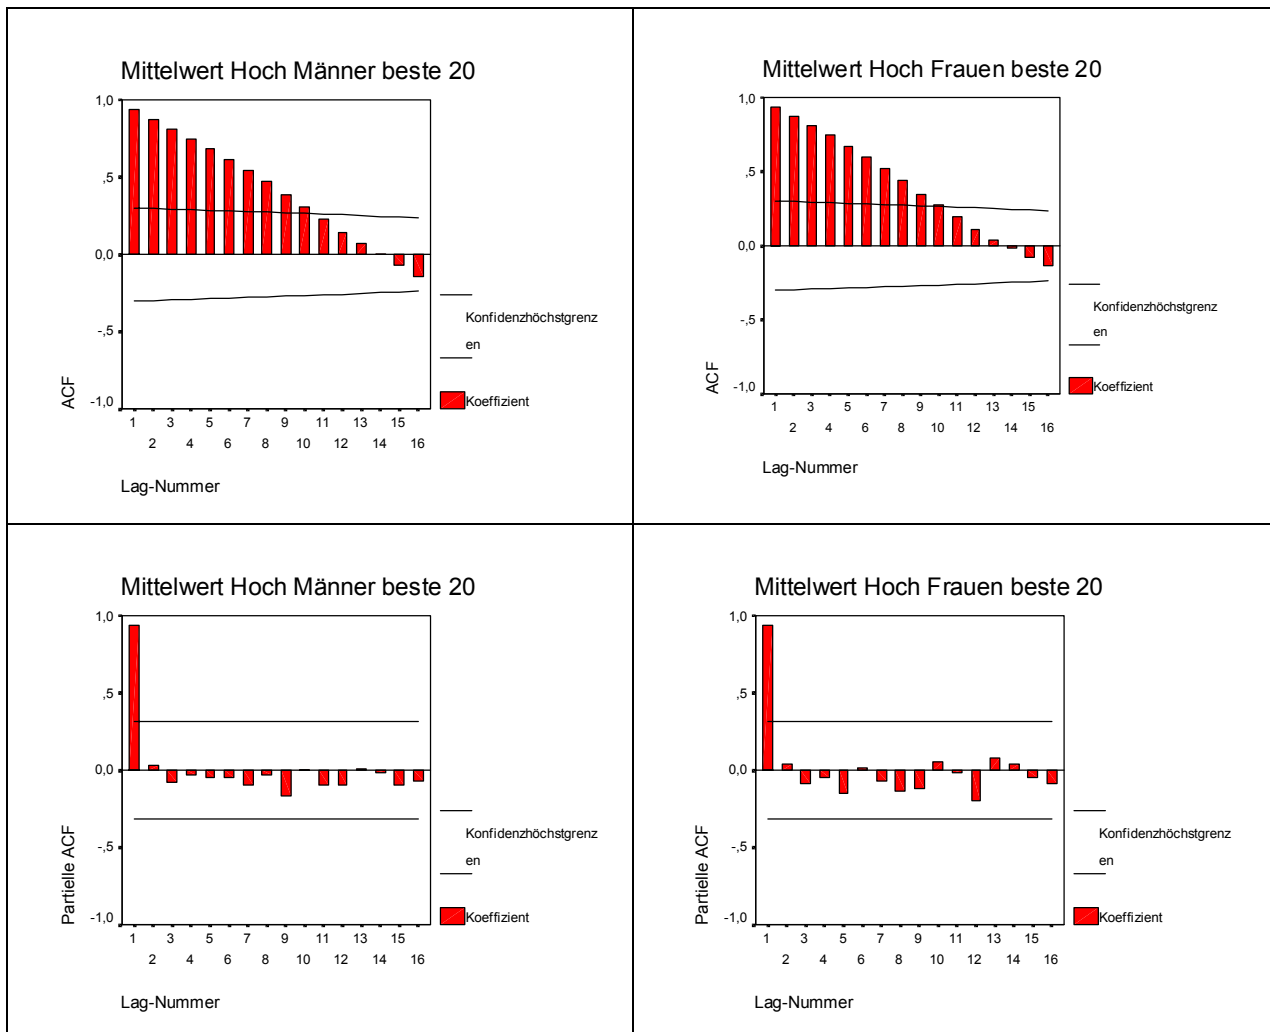 Mittelwert Hoch Männer beste 20
1,0
,5
0,0
-,5
-1,0
ACF
1 3 5 7 9 11 13 15
2 4 6 8 10 12 14 16
Lag-Nummer
Konfidenzhöchstgrenz
en
Koeffizient
Mittelwert Hoch Frauen beste 20
1,0
,5
0,0
-,5
-1,0
ACF
1 3 5 7 9 11 13 15
2 4 6 8 10 12 14 16
Lag-Nummer
Konfidenzhöchstgrenz
en
Koeffizient
Mittelwert Hoch Männer beste 20
1,0
,5
0,0
-,5
-1,0
Partielle ACF
1 3 5 7 9 11 13 15
2 4 6 8 10 12 14 16
Lag-Nummer
Konfidenzhöchstgrenz
en
Koeffizient
Mittelwert Hoch Frauen beste 20
1,0
,5
0,0
-,5
-1,0
Partielle ACF
1 3 5 7 9 11 13 15
2 4 6 8 10 12 14 16
Lag-Nummer
Konfidenzhöchstgrenz
en
Koeffizient